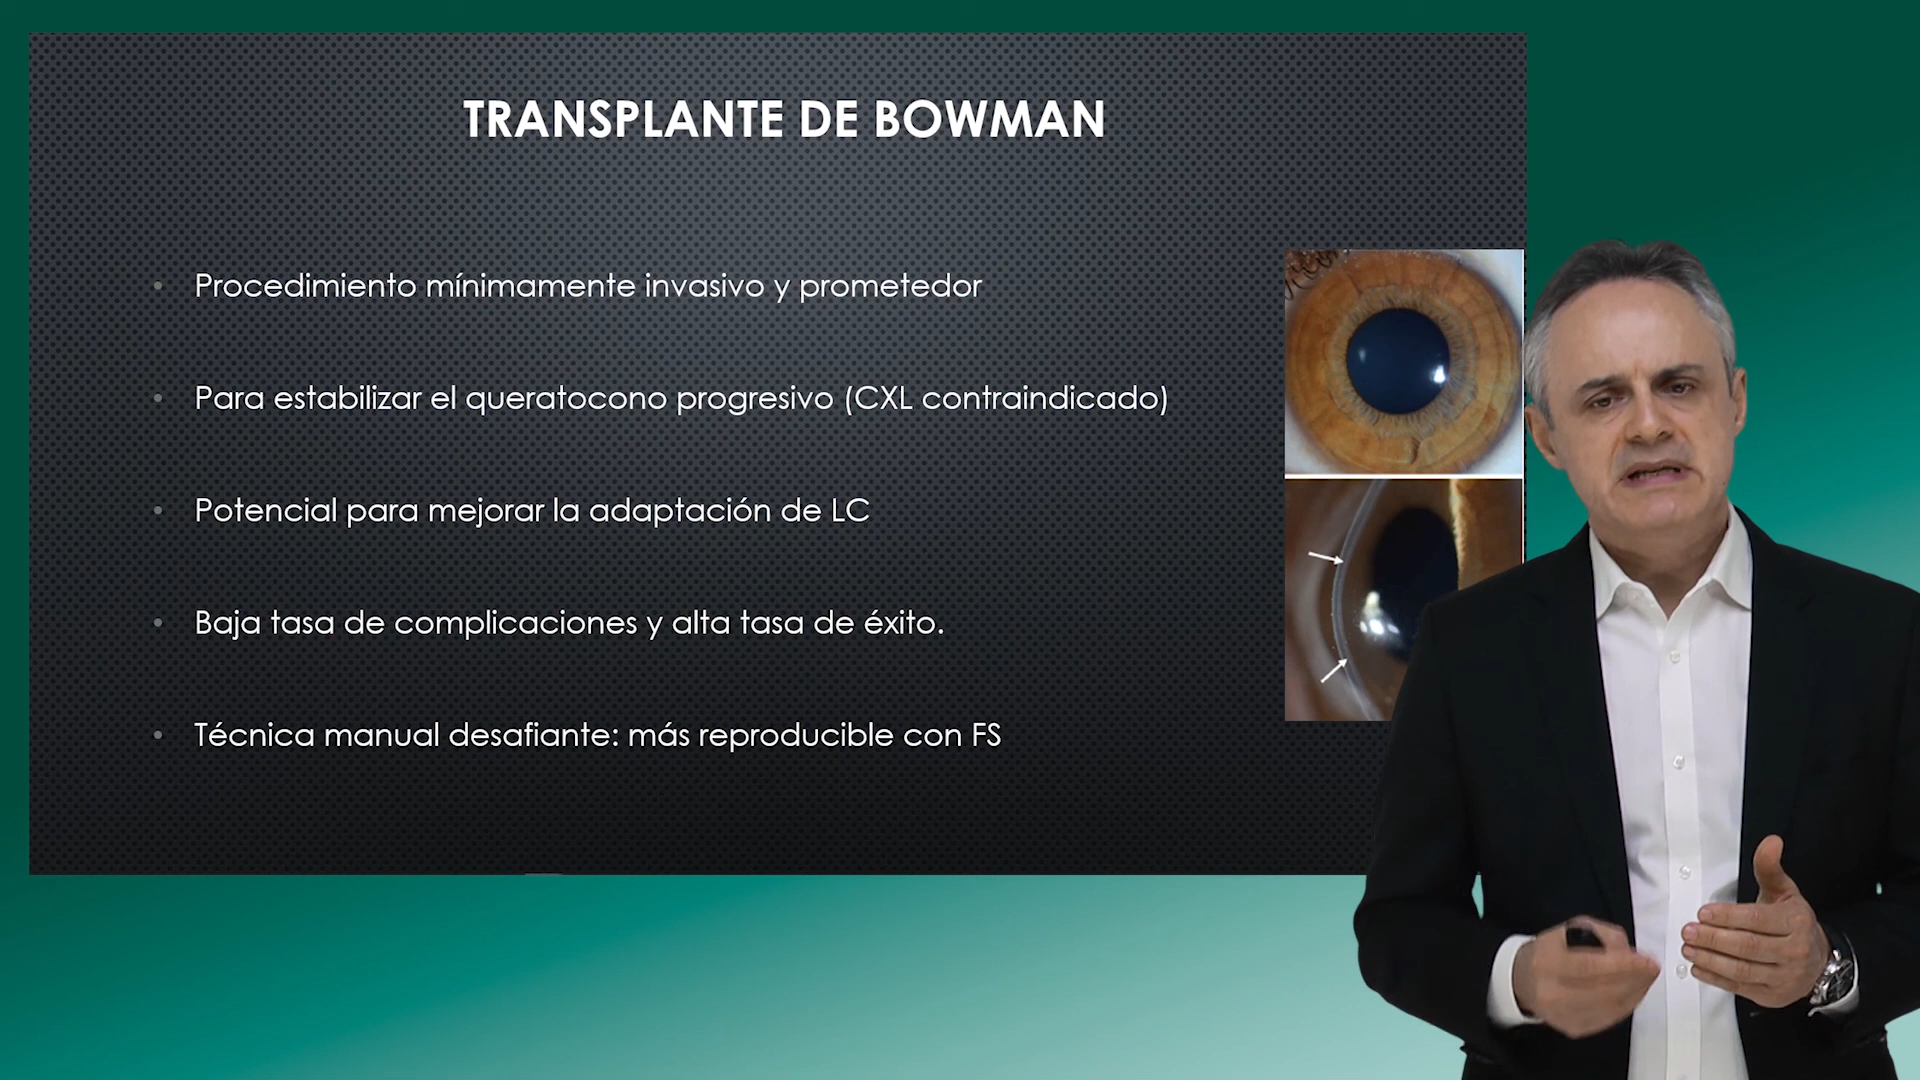 TRANSPLANTE DE BOWMAN
Procedimiento mínimamente invasivo y prometedor
Para estabilizar el queratocono progresivo (CXL contraindicado)
Potencial para mejorar la adaptación de LC
Baja tasa de complicaciones y alta tasa de éxito.
Técnica manual desafiante: más reproducible con FS